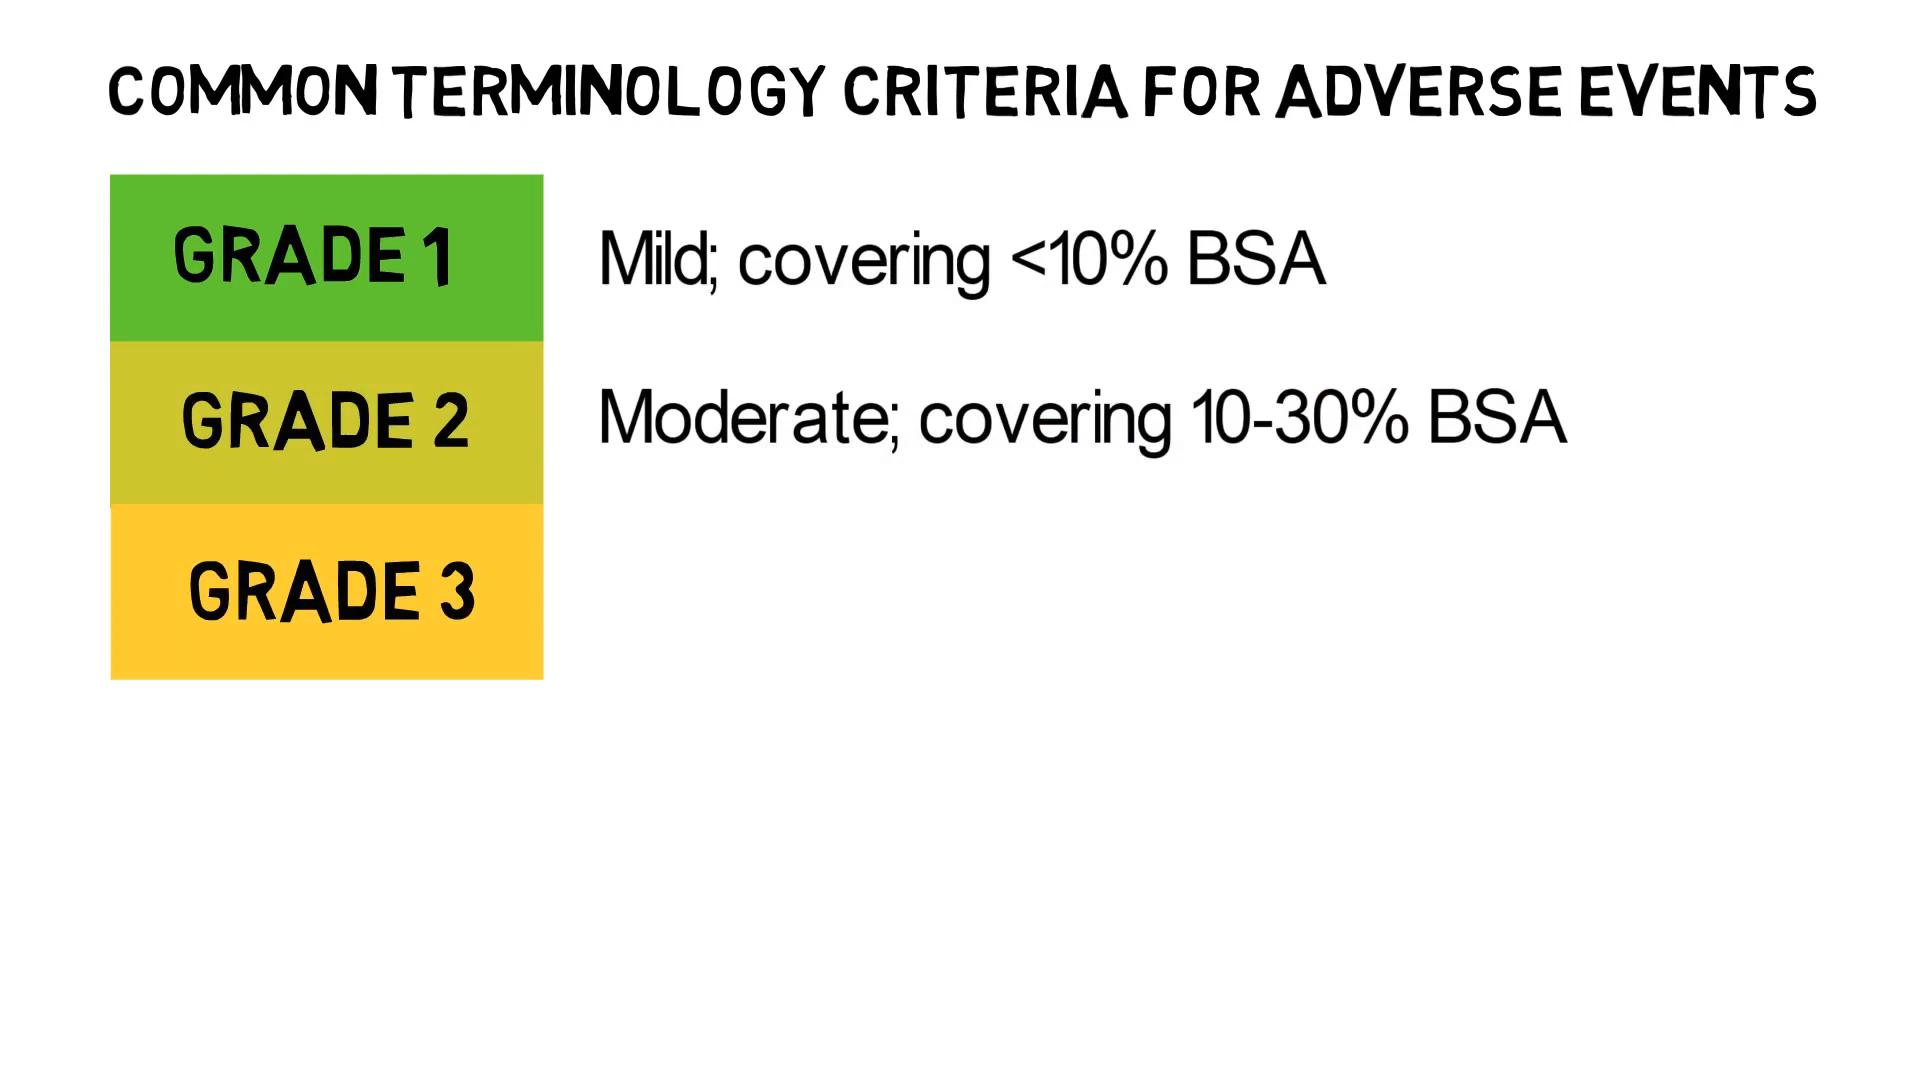 COMMON TERMINOLOGY CRITERIA FOR ADVERSE EVENTS
GRADE 1 Mild; covering <10% BSA
GRADE 2 Moderate; covering 10-30% BSA
GRADE 3